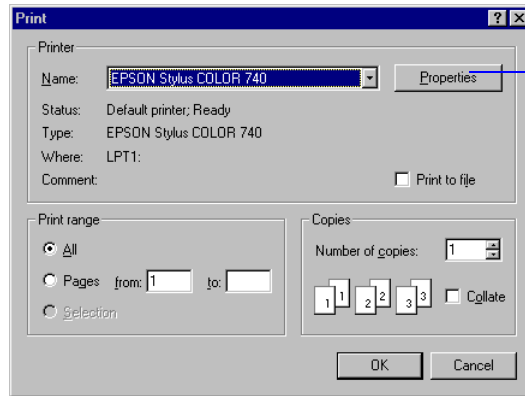 Print
Printer
Name: EPSON Stylus COLOR 740 Properties
Status: Default printer; Ready
Type: EPSON Stylus COLOR 740
Where: LPT1:
Comment: Print to file
Print range
All
Pages from: 1 to:
Selection
Copies
Number of copies: 1
1 1 2 2 3 3 Collate
OK Cancel